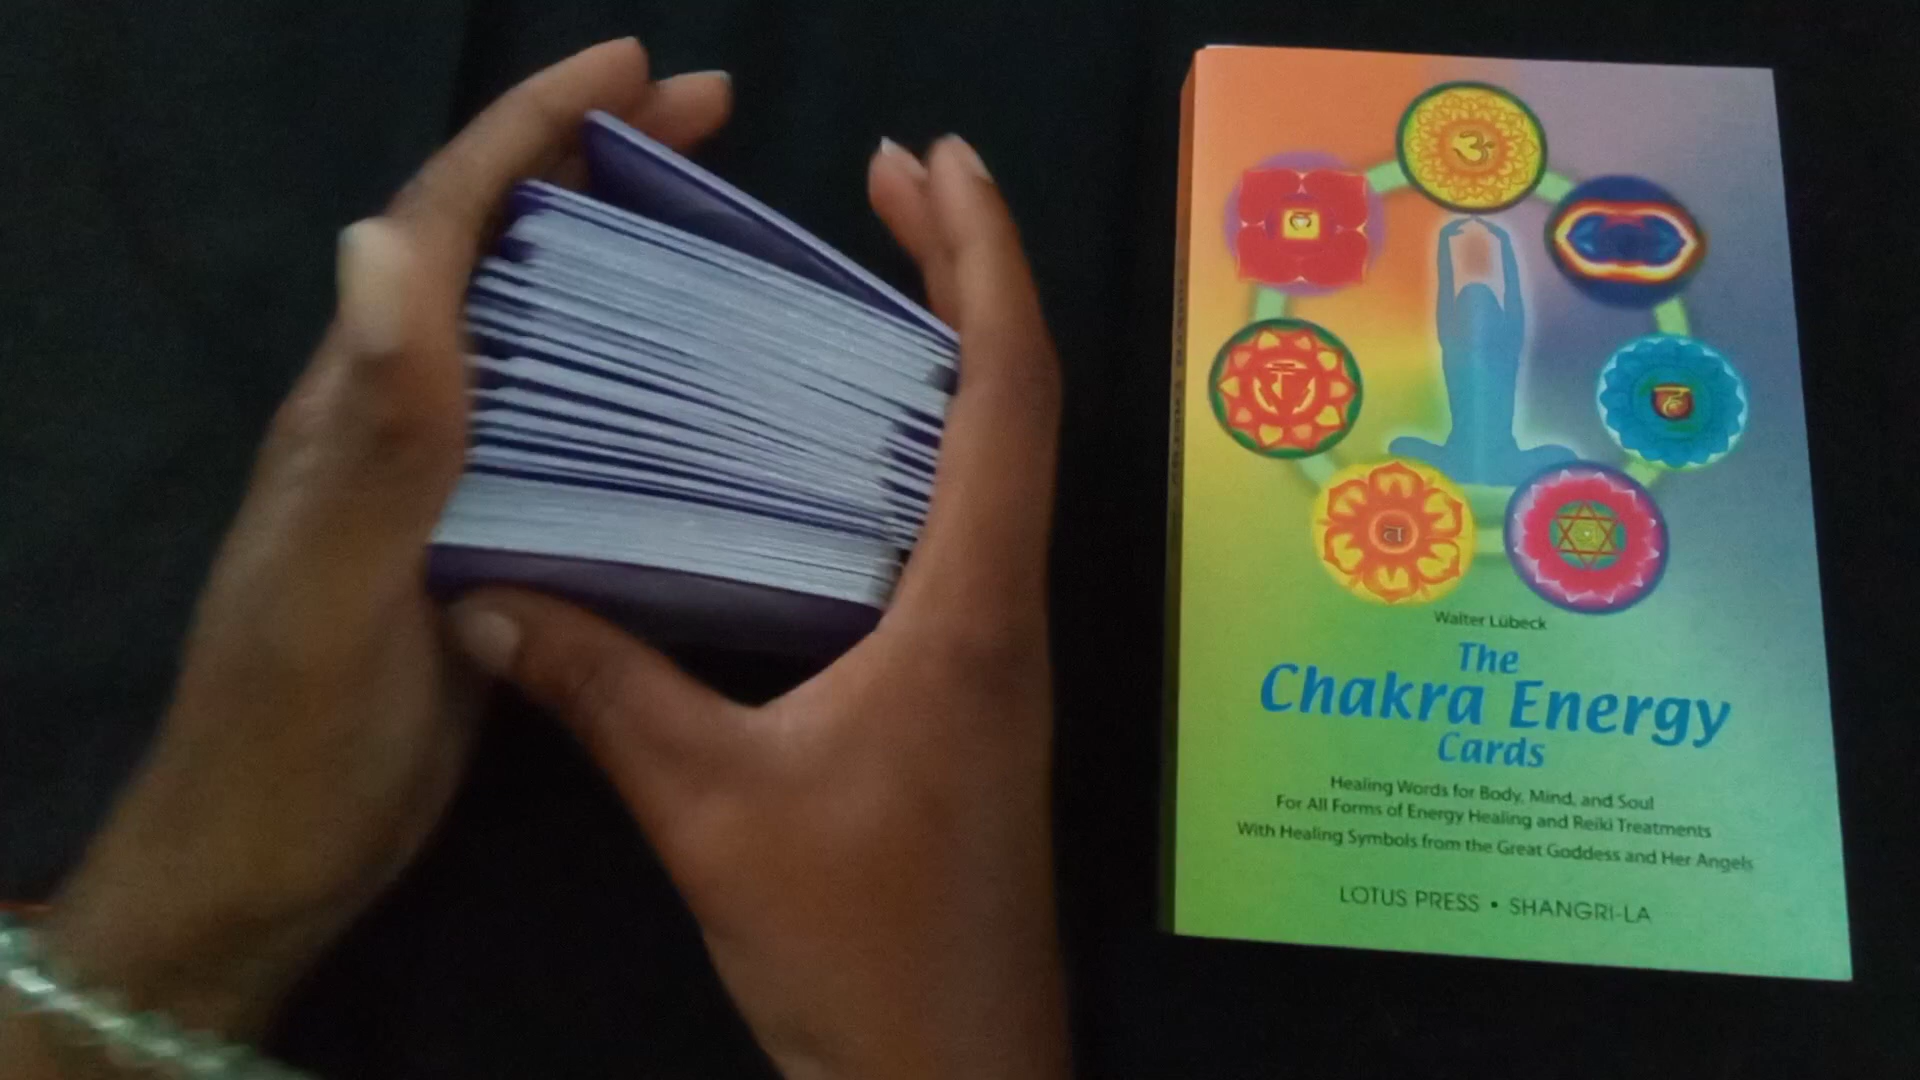 Walter Lübeck
The
Chakra Energy
Cards
Healing Words for Body, Mind, and Soul
For All Forms of Energy Healing and Reiki Treatments
With Healing Symbols from the Great Goddess and Her Angels
LOTUS PRESS • SHANGRI-LA